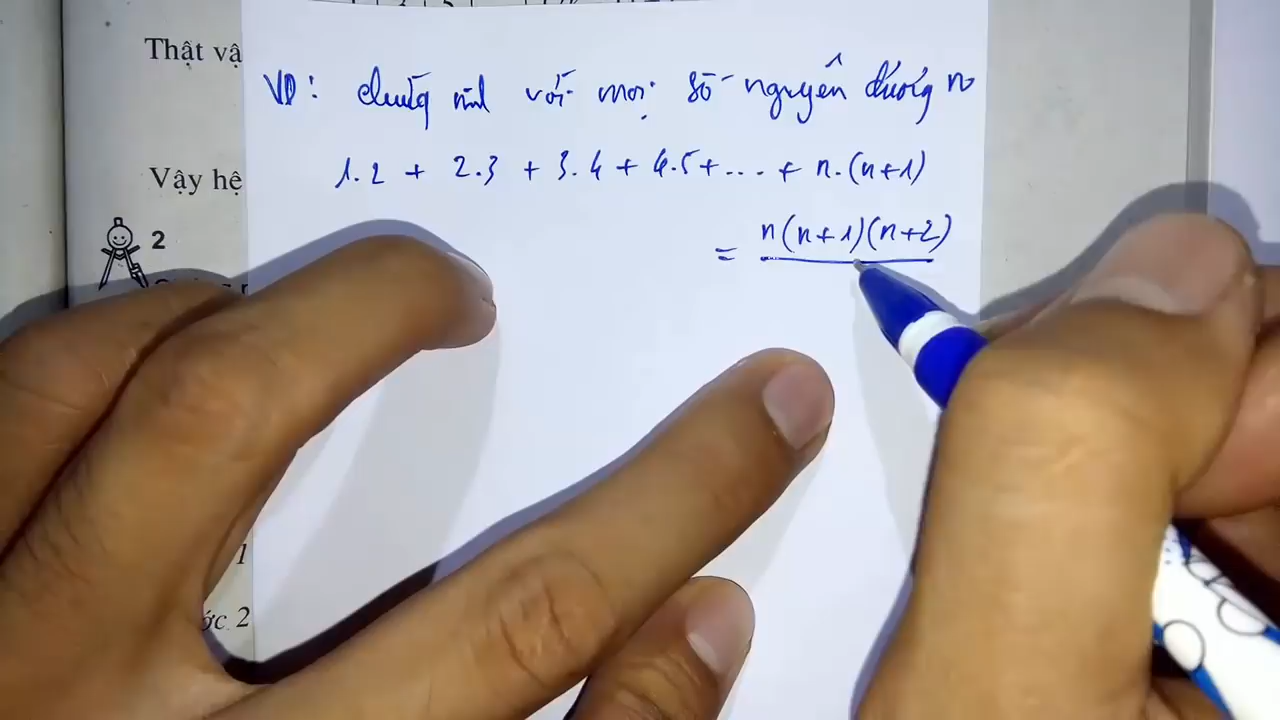 Thật vậ
VD: chứng minh với mọi số nguyên dương n
1.2 + 2.3 + 3.4 + 4.5 + ... + n.(n+1)
Vậy hệ
= n(n+1)(n+2)
2
1
ớc 2